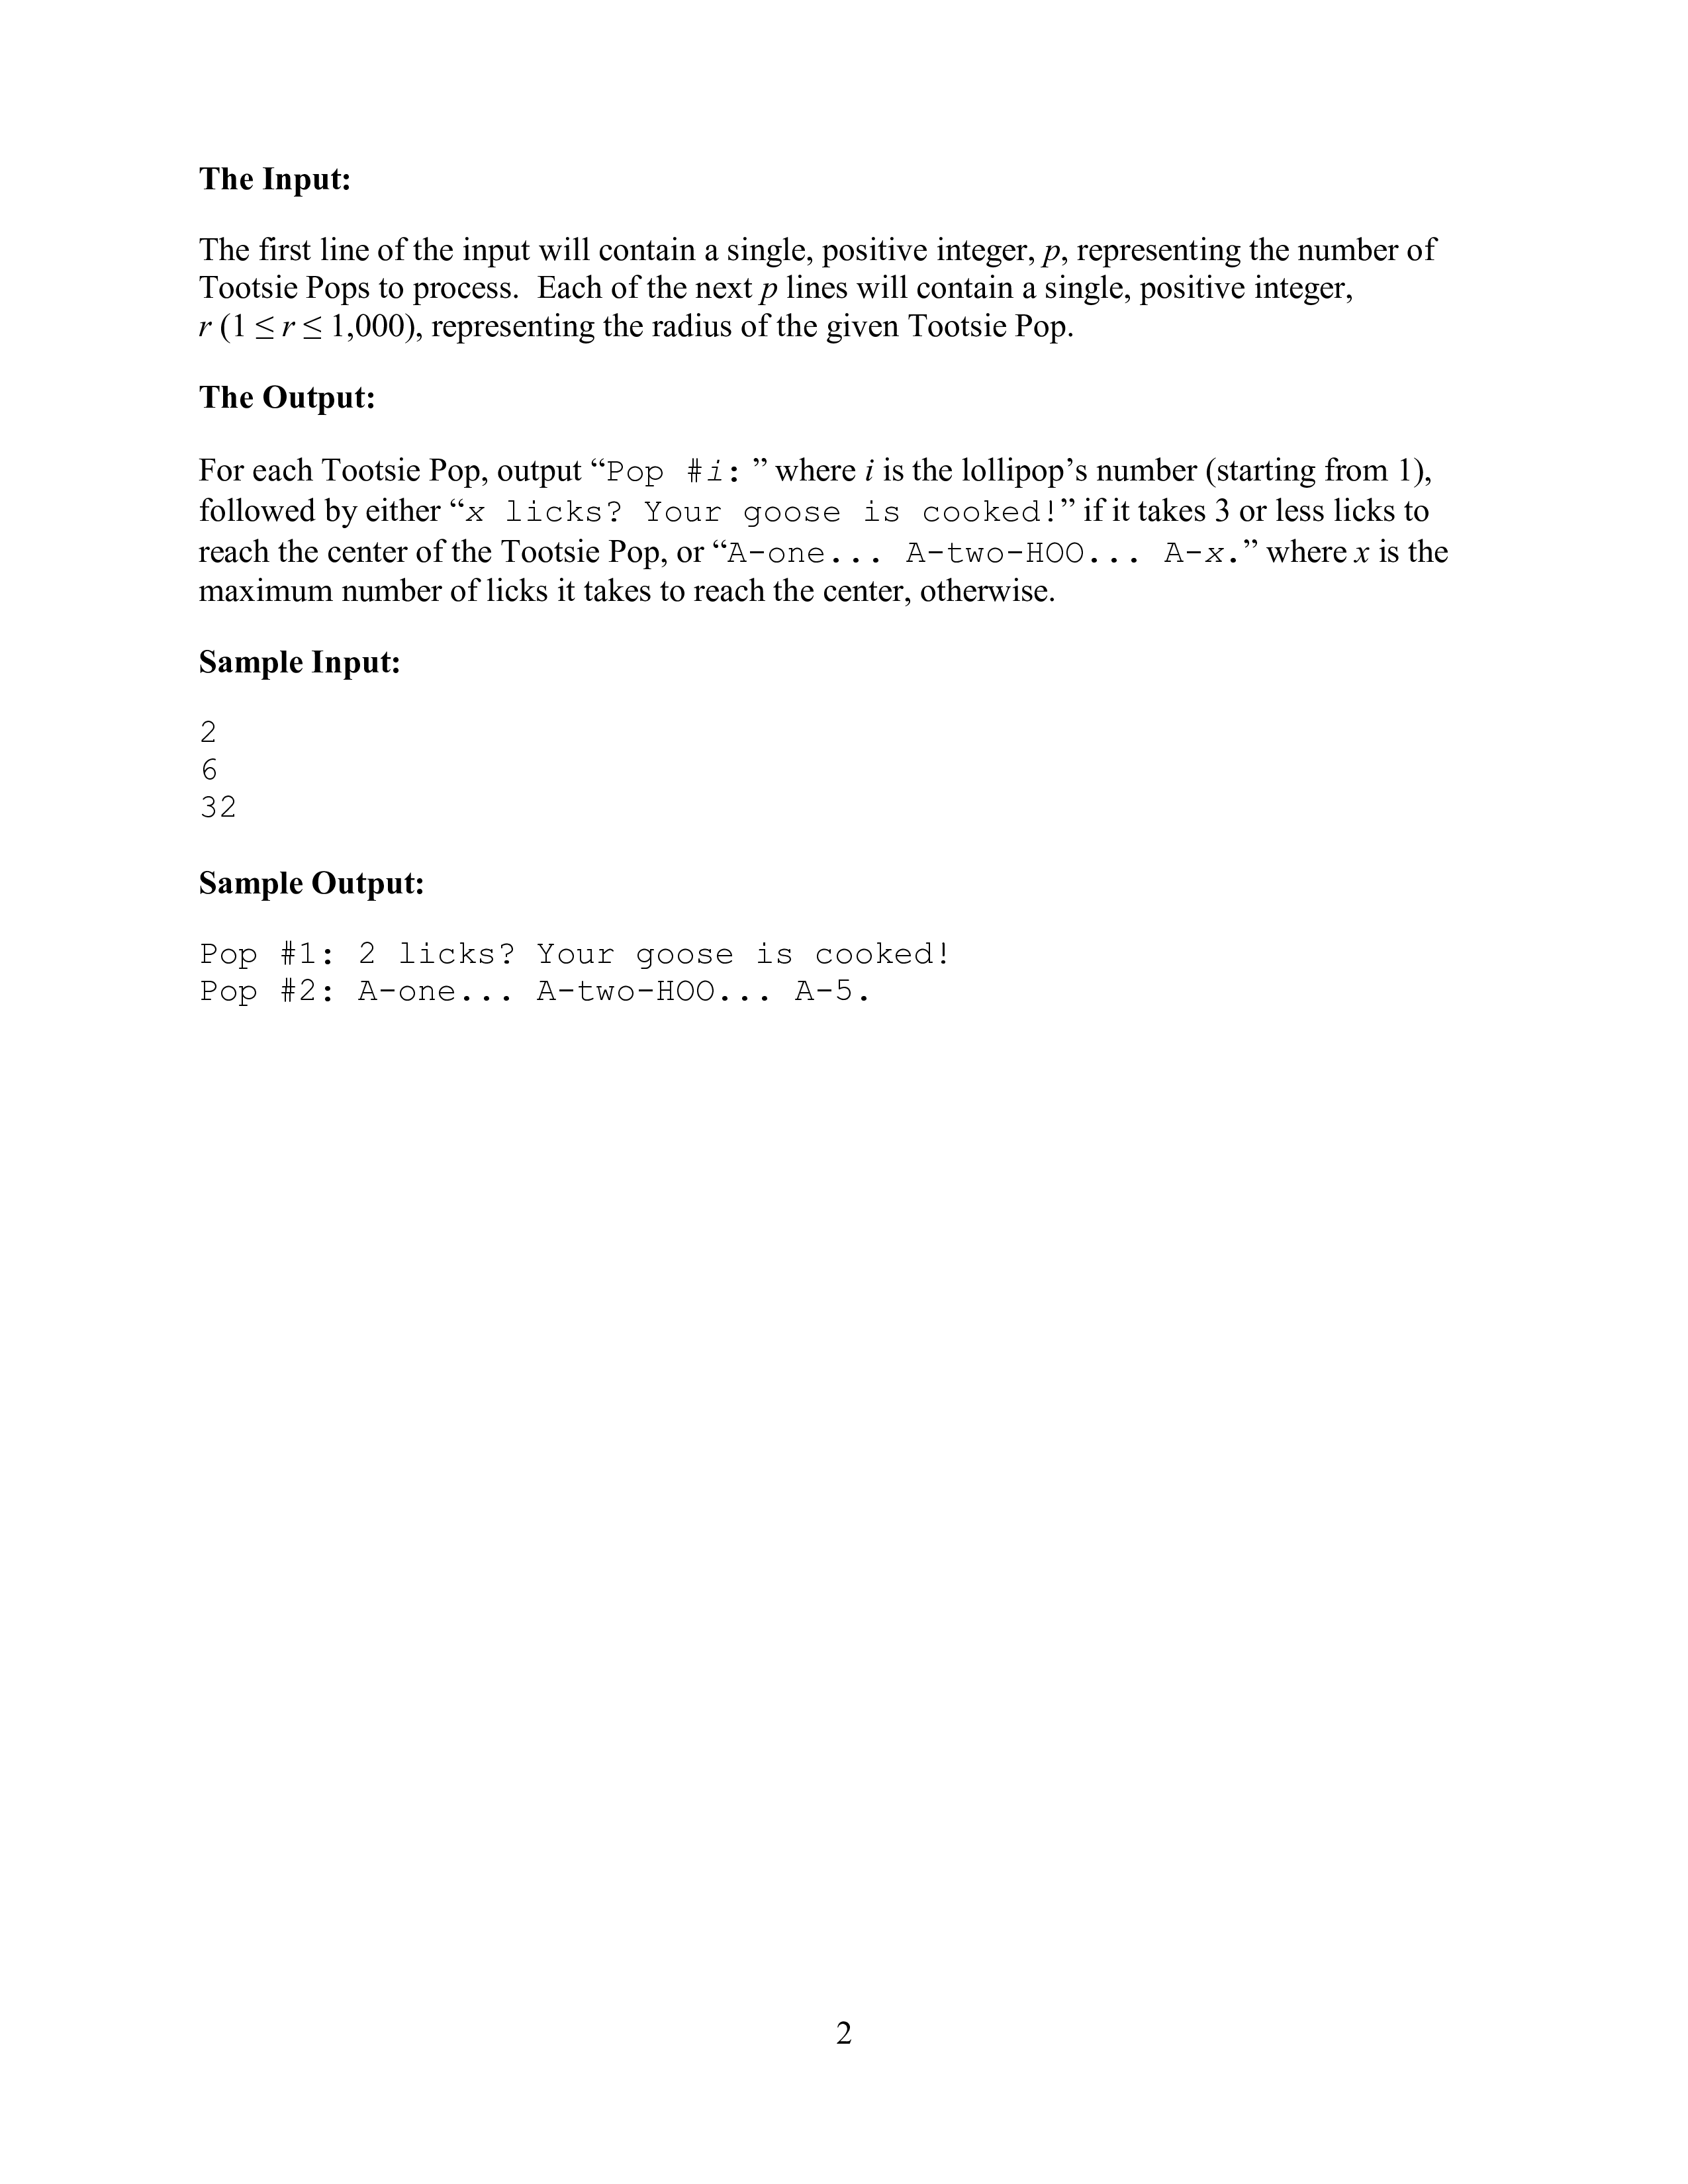 The Input:
The first line of the input will contain a single, positive integer, p, representing the number of
Tootsie Pops to process.  Each of the next p lines will contain a single, positive integer,
r (1 ≤ r ≤ 1,000), representing the radius of the given Tootsie Pop.
The Output:
For each Tootsie Pop, output “Pop #i: ” where i is the lollipop’s number (starting from 1),
followed by either “x licks? Your goose is cooked!” if it takes 3 or less licks to
reach the center of the Tootsie Pop, or “A-one... A-two-HOO... A-x.” where x is the
maximum number of licks it takes to reach the center, otherwise.
Sample Input:
2
6
32
Sample Output:
Pop #1: 2 licks? Your goose is cooked!
Pop #2: A-one... A-two-HOO... A-5.
2